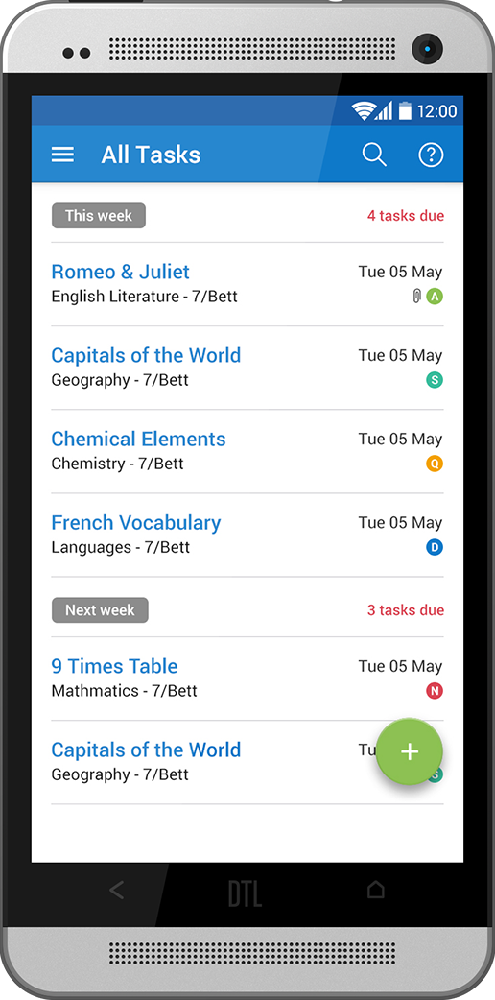 12:00
All Tasks ?
This week 4 tasks due
Romeo & Juliet Tue 05 May
English Literature - 7/Bett A
Capitals of the World Tue 05 May
Geography - 7/Bett S
Chemical Elements Tue 05 May
Chemistry - 7/Bett Q
French Vocabulary Tue 05 May
Languages - 7/Bett D
Next week 3 tasks due
9 Times Table Tue 05 May
Mathmatics - 7/Bett N
Capitals of the World
Geography - 7/Bett S
DTL